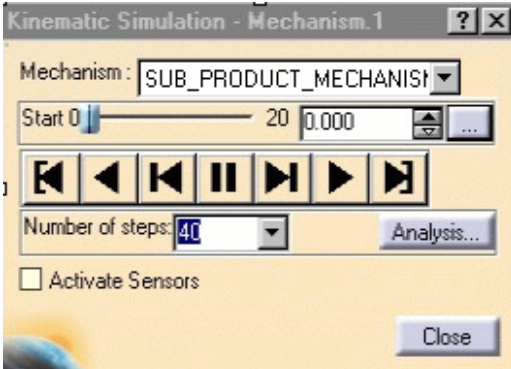 Kinematic Simulation - Mechanism.1 ? X
Mechanism : SUB_PRODUCT_MECHANISM
Start 0 20 0.000 ...
Number of steps: 40 Analysis...
Activate Sensors
Close